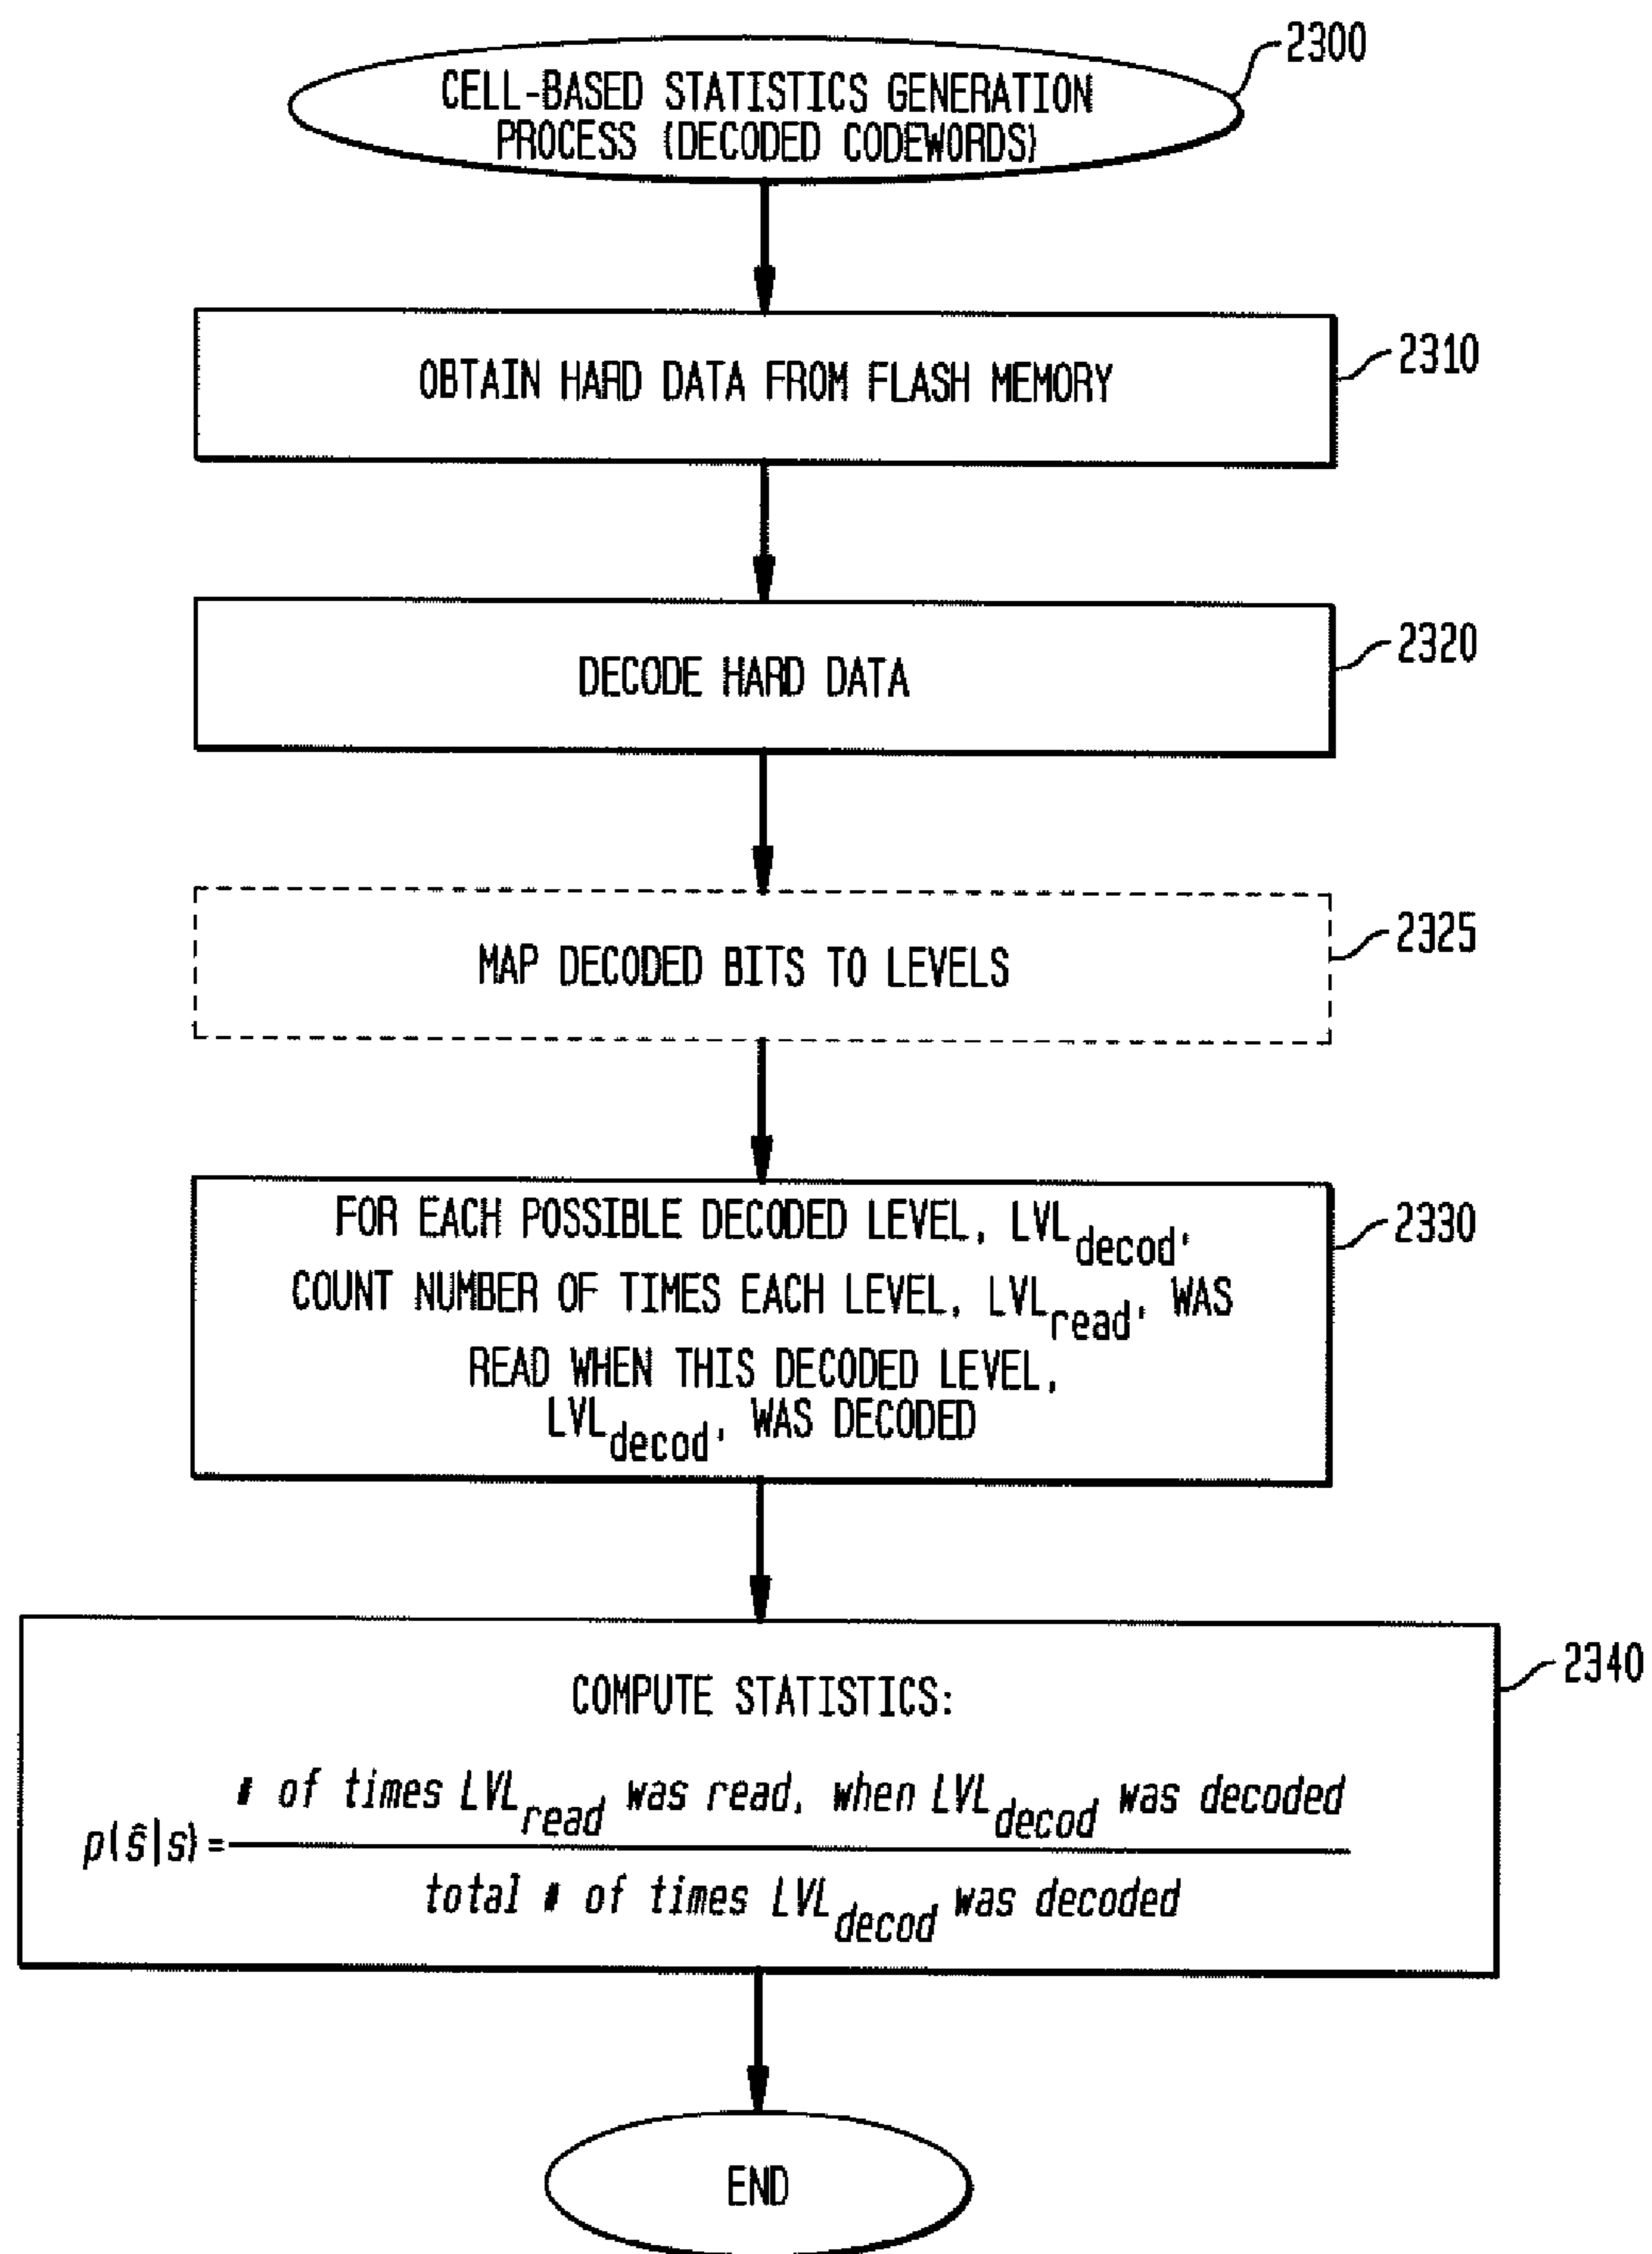 2300
CELL-BASED STATISTICS GENERATION
PROCESS (DECODED CODEWORDS)
2310
OBTAIN HARD DATA FROM FLASH MEMORY
2320
DECODE HARD DATA
2325
MAP DECODED BITS TO LEVELS
2330
FOR EACH POSSIBLE DECODED LEVEL, LVLdecod,
COUNT NUMBER OF TIMES EACH LEVEL, LVLread, WAS
READ WHEN THIS DECODED LEVEL,
LVLdecod, WAS DECODED
2340
COMPUTE STATISTICS:
# of times LVLread was read, when LVLdecod was decoded
p(ŝ|s)=
total # of times LVLdecod was decoded
END